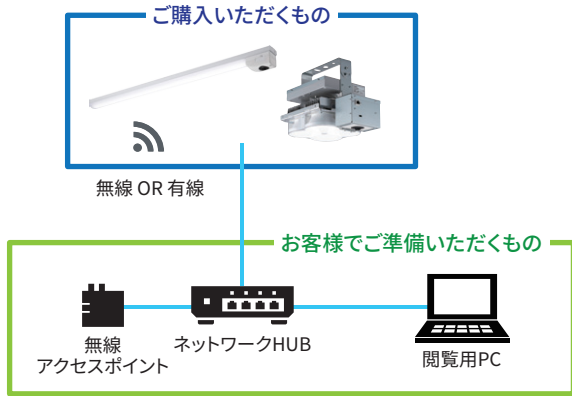 ご購入いただくもの
無線 OR 有線
お客様でご準備いただくもの
無線
アクセスポイント
ネットワークHUB
閲覧用PC